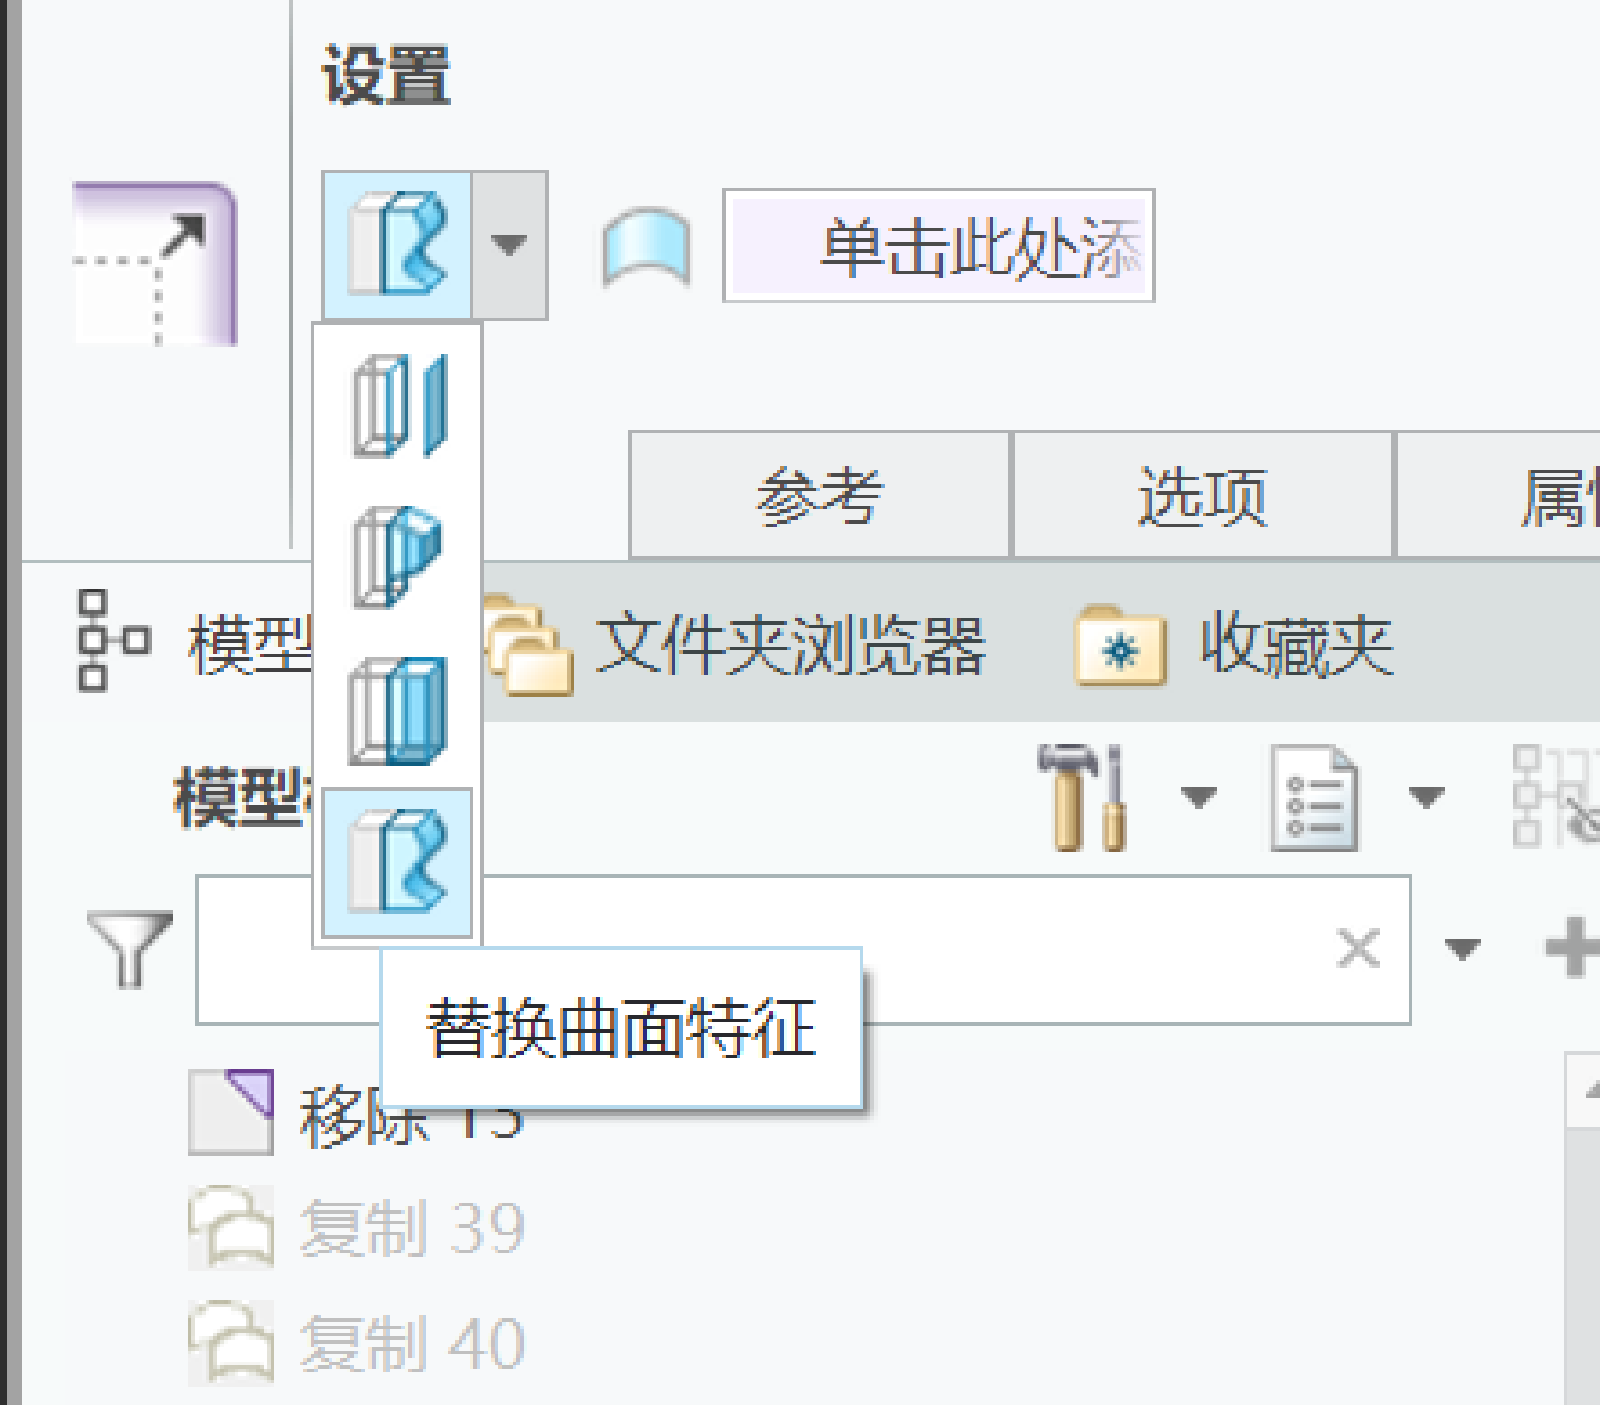 设置
单击此处添
参考 选项 属
模型 文件夹浏览器 收藏夹
模型
替换曲面特征
移除 15
复制 39
复制 40